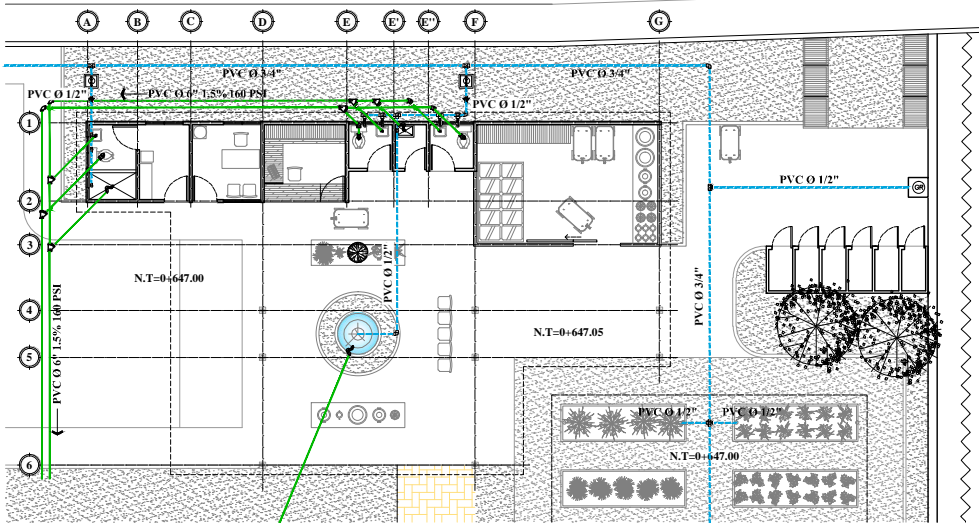 A B C D E E' E'' F G
PVC Ø 3/4" PVC Ø 3/4"
PVC Ø 1/2" PVC Ø 6" 1.5% 160 PSI PVC Ø 1/2"
1
PVC Ø 1/2"
GR
2
3
PVC Ø 1/2"
N.T=0+647.00
PVC Ø 3/4"
4
N.T=0+647.05
PVC Ø 6" 1.5% 160 PSI
5
PVC Ø 1/2" PVC Ø 1/2"
N.T=0+647.00
6